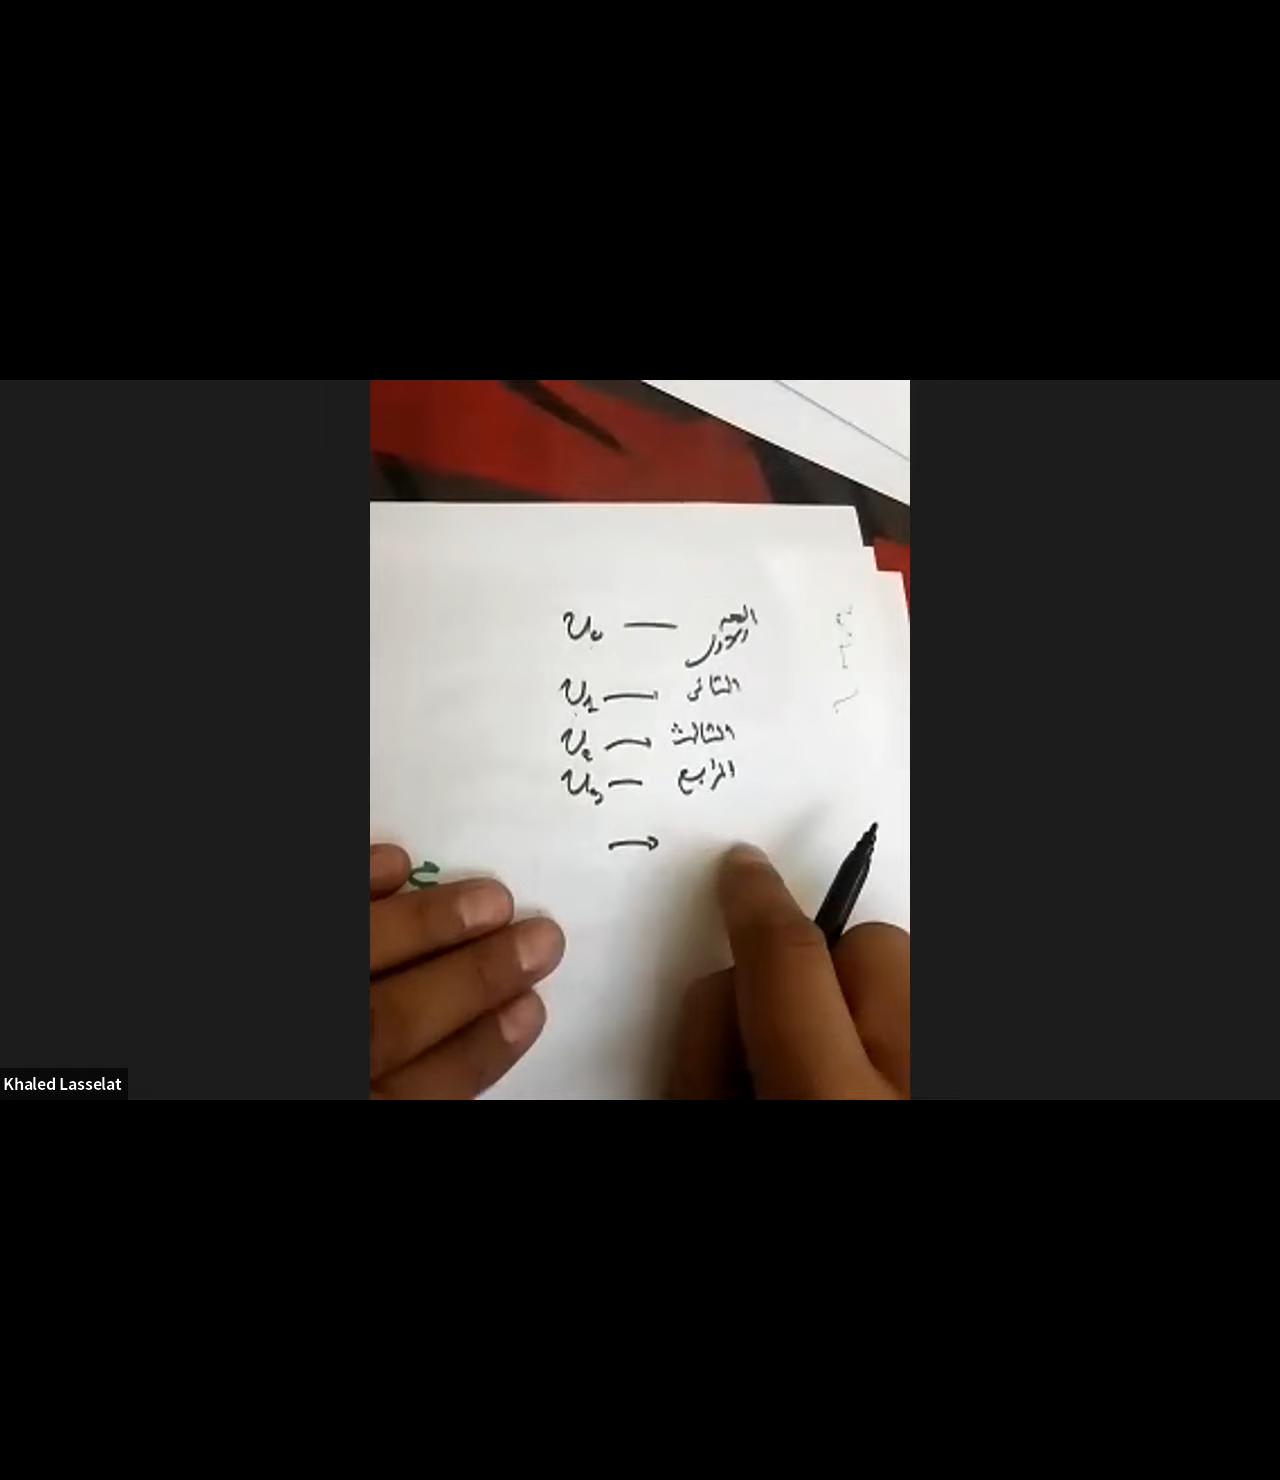 U₀ — الحد
الأول
U₁ — الثاني
U₂ — الثالث
U₃ — الرابع
→
Khaled Lasselat